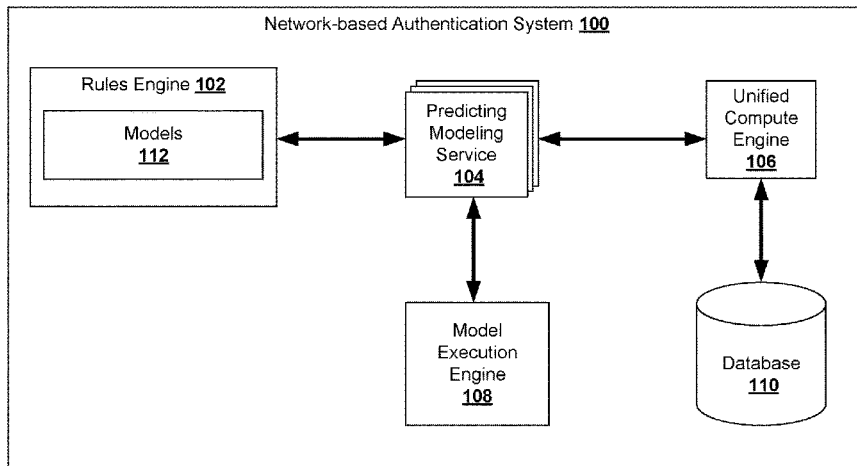 Network-based Authentication System 100
Rules Engine 102
Models
112
Predicting
Modeling
Service
104
Unified
Compute
Engine
106
Model
Execution
Engine
108
Database
110